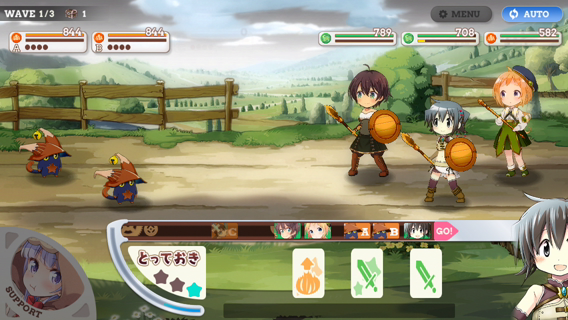 WAVE 1/3 1
MENU
AUTO
844
844
A
B
789
708
582
C
A
B
GO!
とっておき
SUPPORT